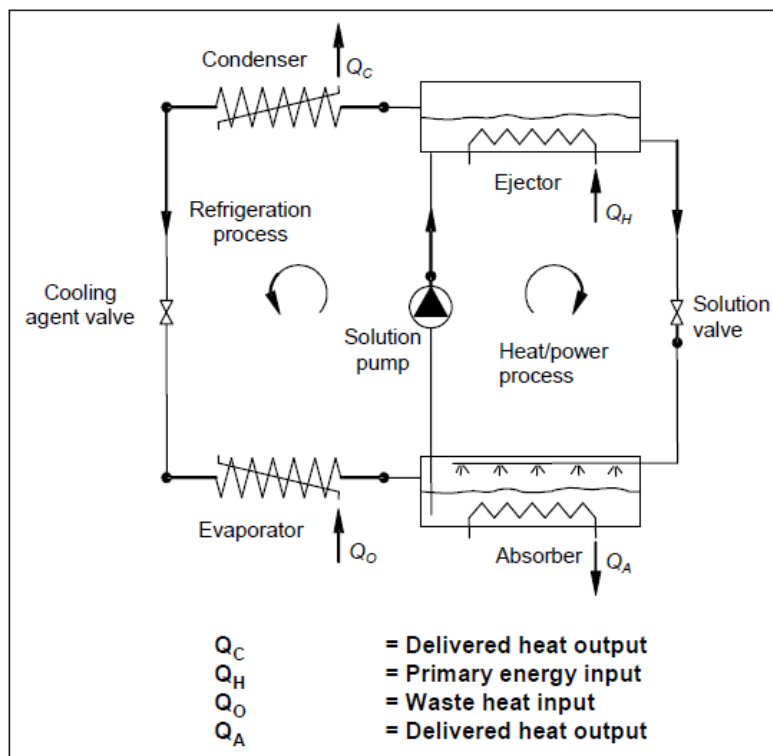 Condenser
Q_C
Ejector
Q_H
Refrigeration
process
Cooling
agent valve
Solution
pump
Heat/power
process
Solution
valve
Evaporator
Q_O
Absorber
Q_A
Q_C = Delivered heat output
Q_H = Primary energy input
Q_O = Waste heat input
Q_A = Delivered heat output